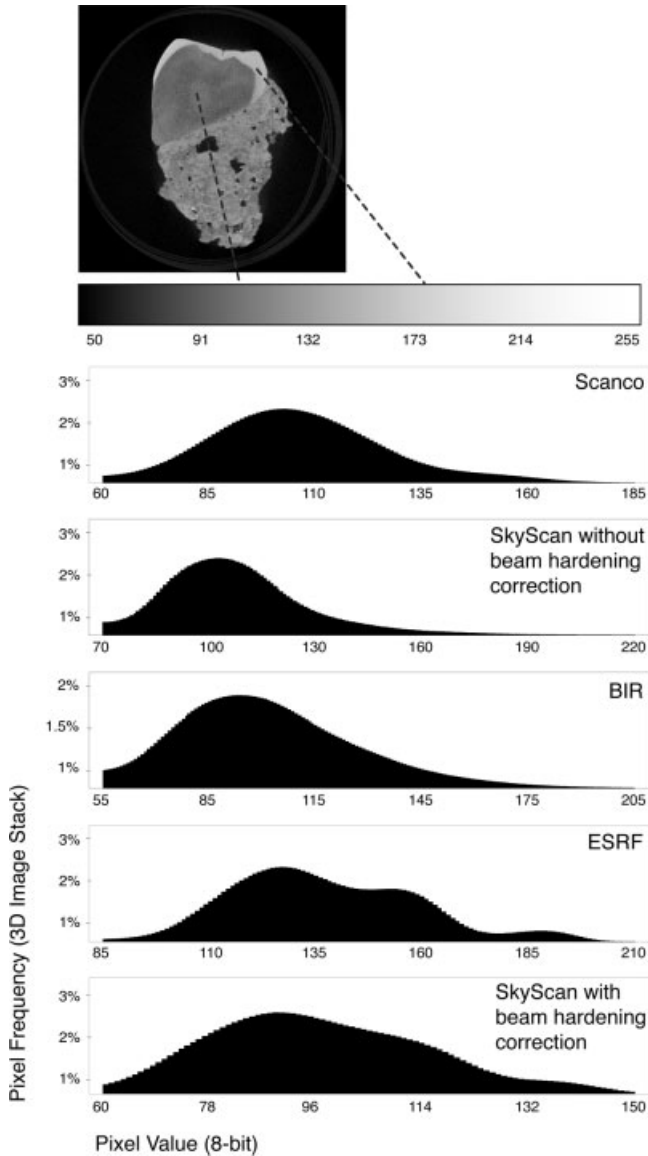 50 91 132 173 214 255
Scanco
3%
2%
1%
60 85 110 135 160 185
SkyScan without
beam hardening
correction
3%
2%
1%
70 100 130 160 190 220
BIR
2%
1.5%
1%
55 85 115 145 175 205
ESRF
3%
2%
1%
85 110 135 160 185 210
SkyScan with
beam hardening
correction
3%
2%
1%
60 78 96 114 132 150
Pixel Frequency (3D Image Stack)
Pixel Value (8-bit)